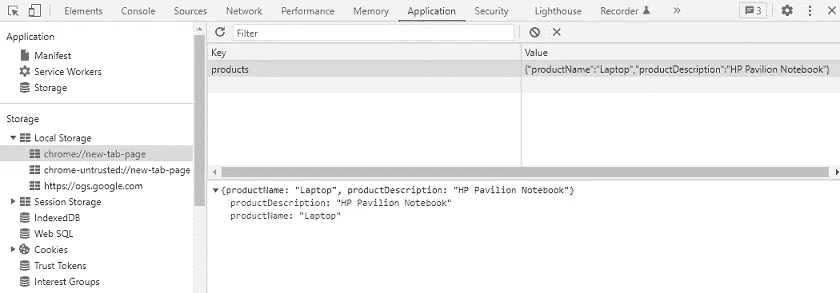 Elements Console Sources Network Performance Memory Application Security Lighthouse Recorder » 3
Application
Manifest
Service Workers
Storage
Storage
Local Storage
chrome://new-tab-page
chrome-untrusted://new-tab-page
https://ogs.google.com
Session Storage
IndexedDB
Web SQL
Cookies
Trust Tokens
Interest Groups
Filter
Key Value
products {"productName":"Laptop","productDescription":"HP Pavilion Notebook"}
{productName: "Laptop", productDescription: "HP Pavilion Notebook"}
productDescription: "HP Pavilion Notebook"
productName: "Laptop"